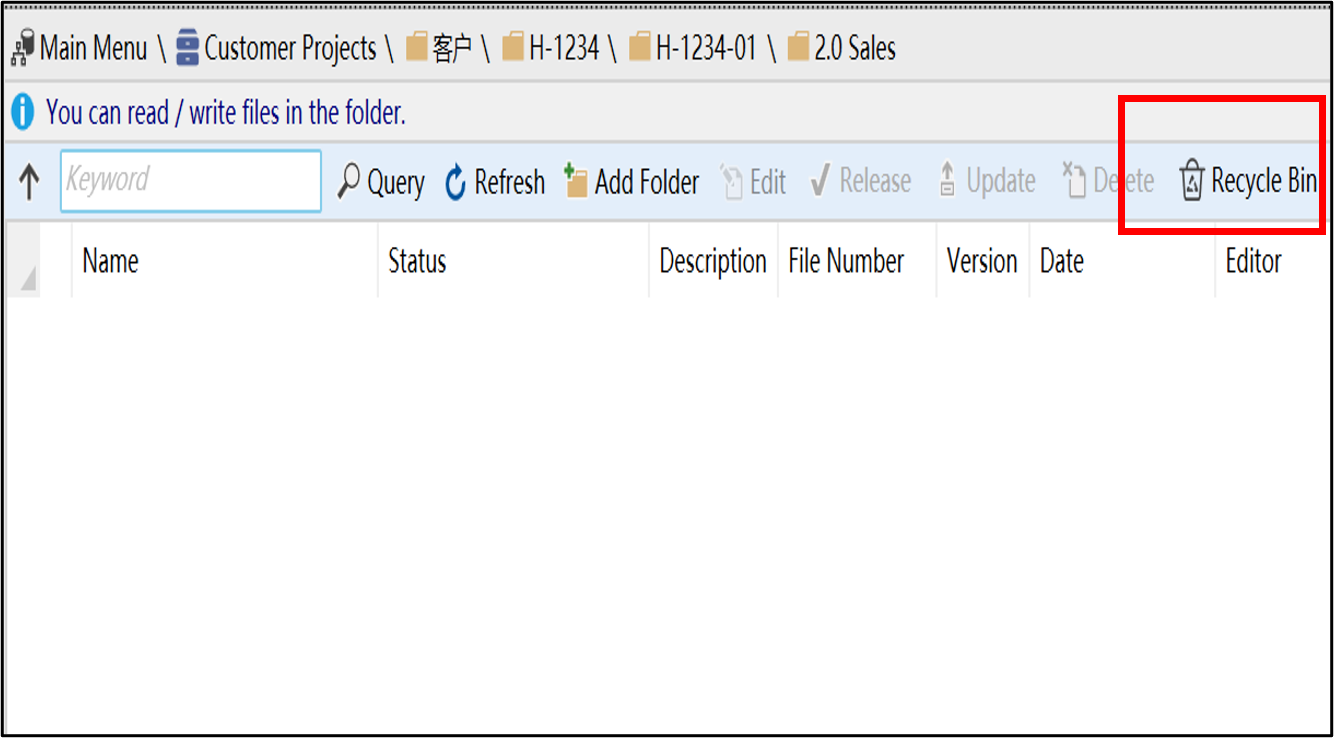 Main Menu \ Customer Projects \ 客户 \ H-1234 \ H-1234-01 \ 2.0 Sales
You can read / write files in the folder.
Keyword Query Refresh Add Folder Edit Release Update Delete Recycle Bin
Name Status Description File Number Version Date Editor